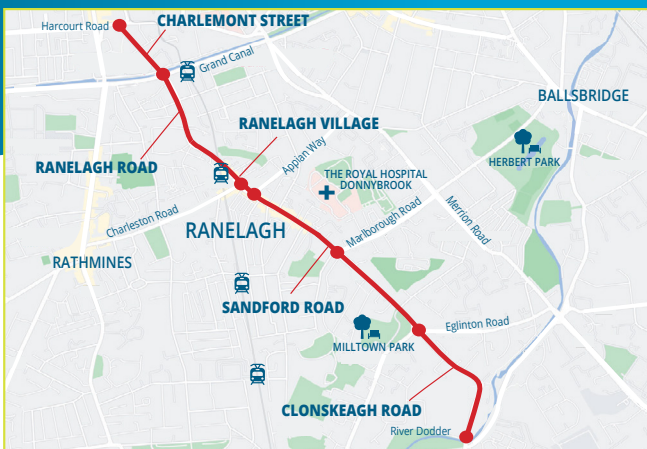 CHARLEMONT STREET
Harcourt Road
Grand Canal
BALLSBRIDGE
RANELAGH VILLAGE
Appian Way
HERBERT PARK
RANELAGH ROAD
THE ROYAL HOSPITAL
DONNYBROOK
Merrion Road
Marlborough Road
Charleston Road
RANELAGH
RATHMINES
SANDFORD ROAD
Eglinton Road
MILLTOWN PARK
CLONSKEAGH ROAD
River Dodder